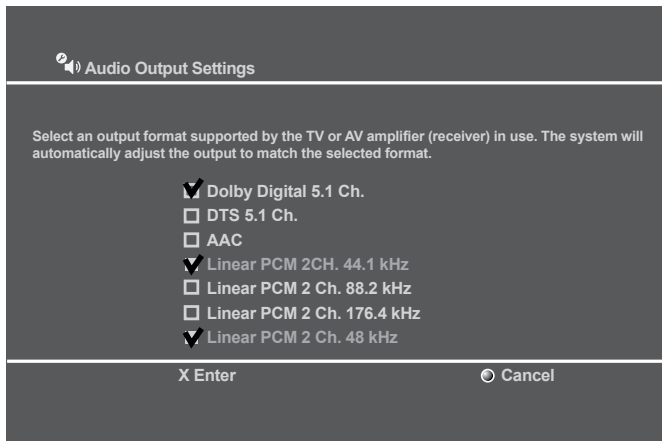 Audio Output Settings
Select an output format supported by the TV or AV amplifier (receiver) in use. The system will
automatically adjust the output to match the selected format.
Dolby Digital 5.1 Ch.
DTS 5.1 Ch.
AAC
Linear PCM 2CH. 44.1 kHz
Linear PCM 2 Ch. 88.2 kHz
Linear PCM 2 Ch. 176.4 kHz
Linear PCM 2 Ch. 48 kHz
X Enter
Cancel